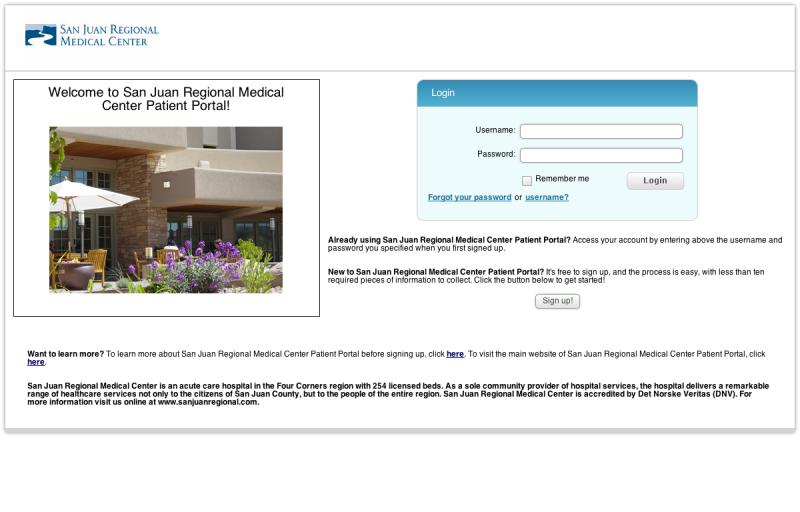 SAN JUAN REGIONAL
MEDICAL CENTER
Welcome to San Juan Regional Medical
Center Patient Portal!
Login
Username:
Password:
Remember me
Login
Forgot your password or username?
Already using San Juan Regional Medical Center Patient Portal? Access your account by entering above the username and
password you specified when you first signed up.
New to San Juan Regional Medical Center Patient Portal? It's free to sign up, and the process is easy, with less than ten
required pieces of information to collect. Click the button below to get started!
Sign up!
Want to learn more? To learn more about San Juan Regional Medical Center Patient Portal before signing up, click here. To visit the main website of San Juan Regional Medical Center Patient Portal, click
here.
San Juan Regional Medical Center is an acute care hospital in the Four Corners region with 254 licensed beds. As a sole community provider of hospital services, the hospital delivers a remarkable
range of healthcare services not only to the citizens of San Juan County, but to the people of the entire region. San Juan Regional Medical Center is accredited by Det Norske Veritas (DNV). For
more information visit us online at www.sanjuanregional.com.